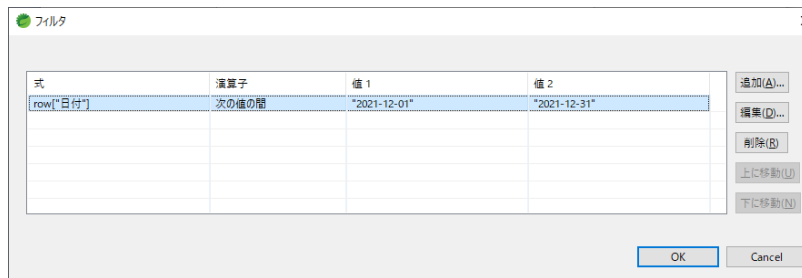 フィルタ
式 演算子 値 1 値 2
row["日付"] 次の値の間 "2021-12-01" "2021-12-31"
追加(A)...
編集(D)...
削除(R)
上に移動(U)
下に移動(N)
OK Cancel